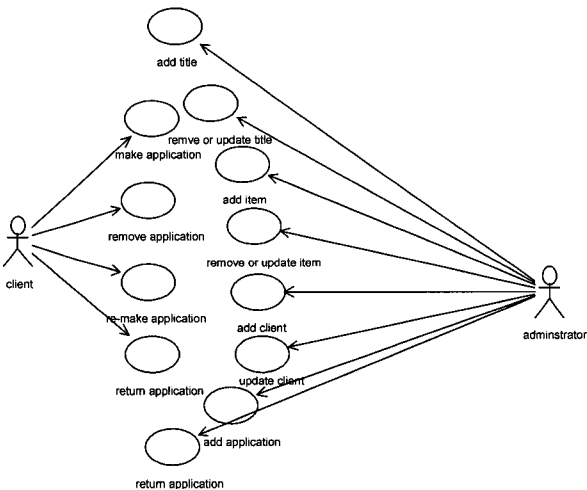 add title
remve or update title
make application
add item
remove application
remove or update item
client
re-make application
add client
adminstrator
return application
update client
add application
return application